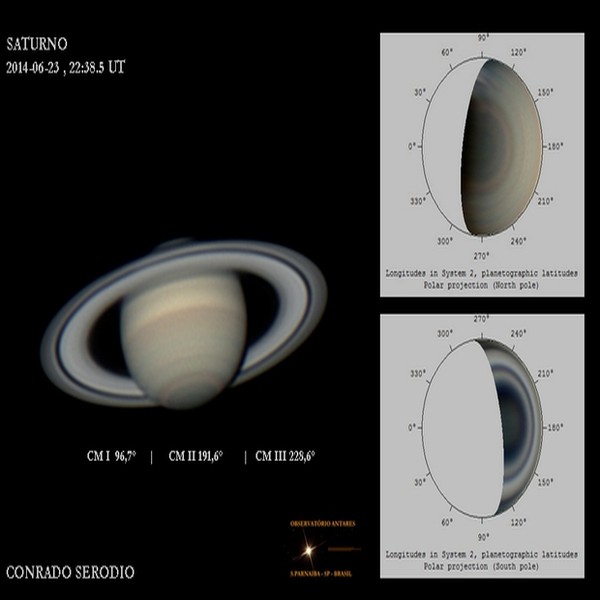 SATURNO
2014-06-23 , 22:38.5 UT
90°
60° 120°
30° 150°
0° 180°
330° 210°
300° 240°
270°
Longitudes in System 2, planetographic latitudes
Polar projection (North pole)
270°
300° 240°
330° 210°
0° 180°
30° 150°
60° 120°
90°
Longitudes in System 2, planetographic latitudes
Polar projection (South pole)
CM I 96,7° | CM II 191,6° | CM III 228,6°
OBSERVATÓRIO ANTARES
S.PARNAIBA - SP - BRASIL
CONRADO SERODIO